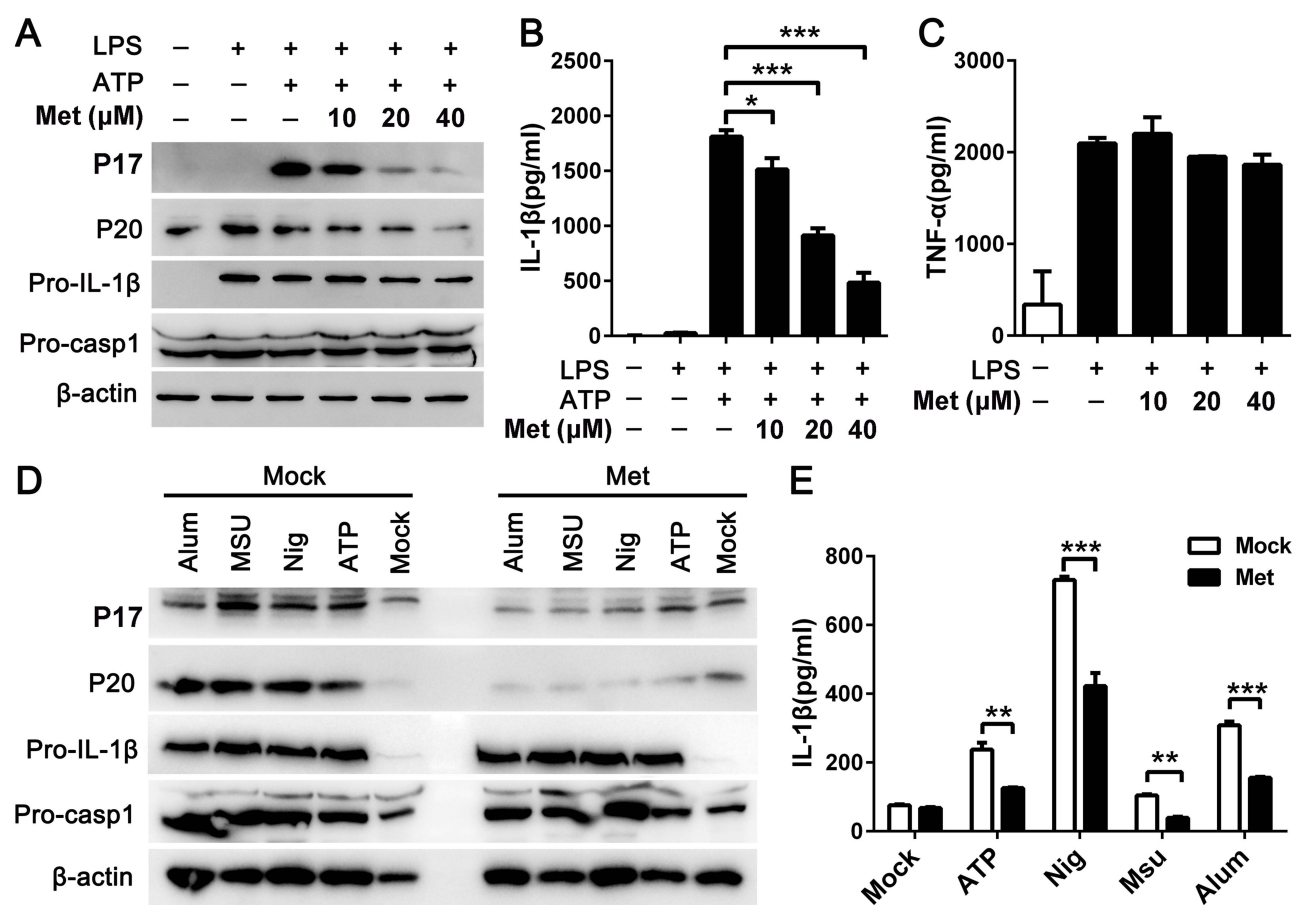 A
LPS – + + + + +
ATP – – + + + +
Met (μM) – – – 10 20 40
P17
P20
Pro-IL-1β
Pro-casp1
β-actin
B
***
***
*
IL-1β(pg/ml)
2500
2000
1500
1000
500
0
LPS – + + + + +
ATP – – + + + +
Met (μM) – – – 10 20 40
C
TNF-α(pg/ml)
3000
2000
1000
0
LPS – + + + +
Met (μM) – – 10 20 40
D
Mock Met
Alum MSU Nig ATP Mock Alum MSU Nig ATP Mock
P17
P20
Pro-IL-1β
Pro-casp1
β-actin
E
Mock
Met
IL-1β(pg/ml)
800
600
400
200
0
** *** ** ***
Mock ATP Nig Msu Alum